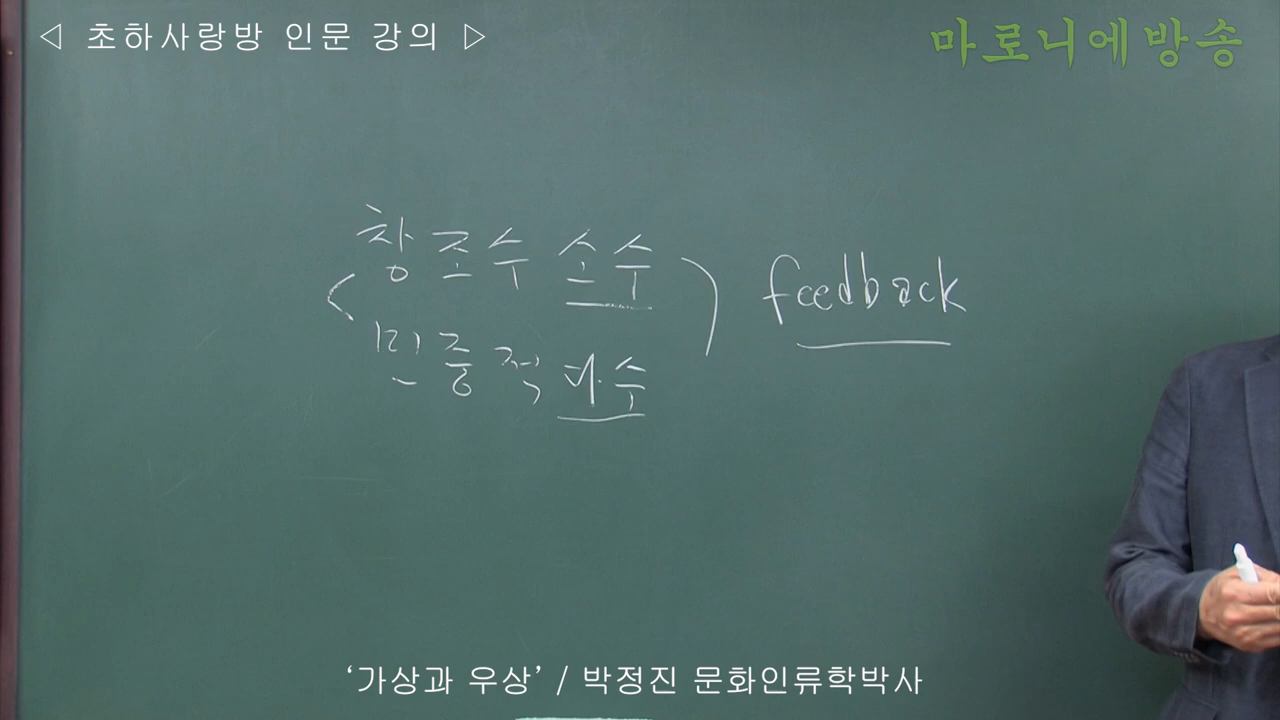 ◁ 초하사랑방 인문 강의 ▷
마로니에방송
창조수 소수
민중적 다수
feedback
‘가상과 우상’ / 박정진 문화인류학박사